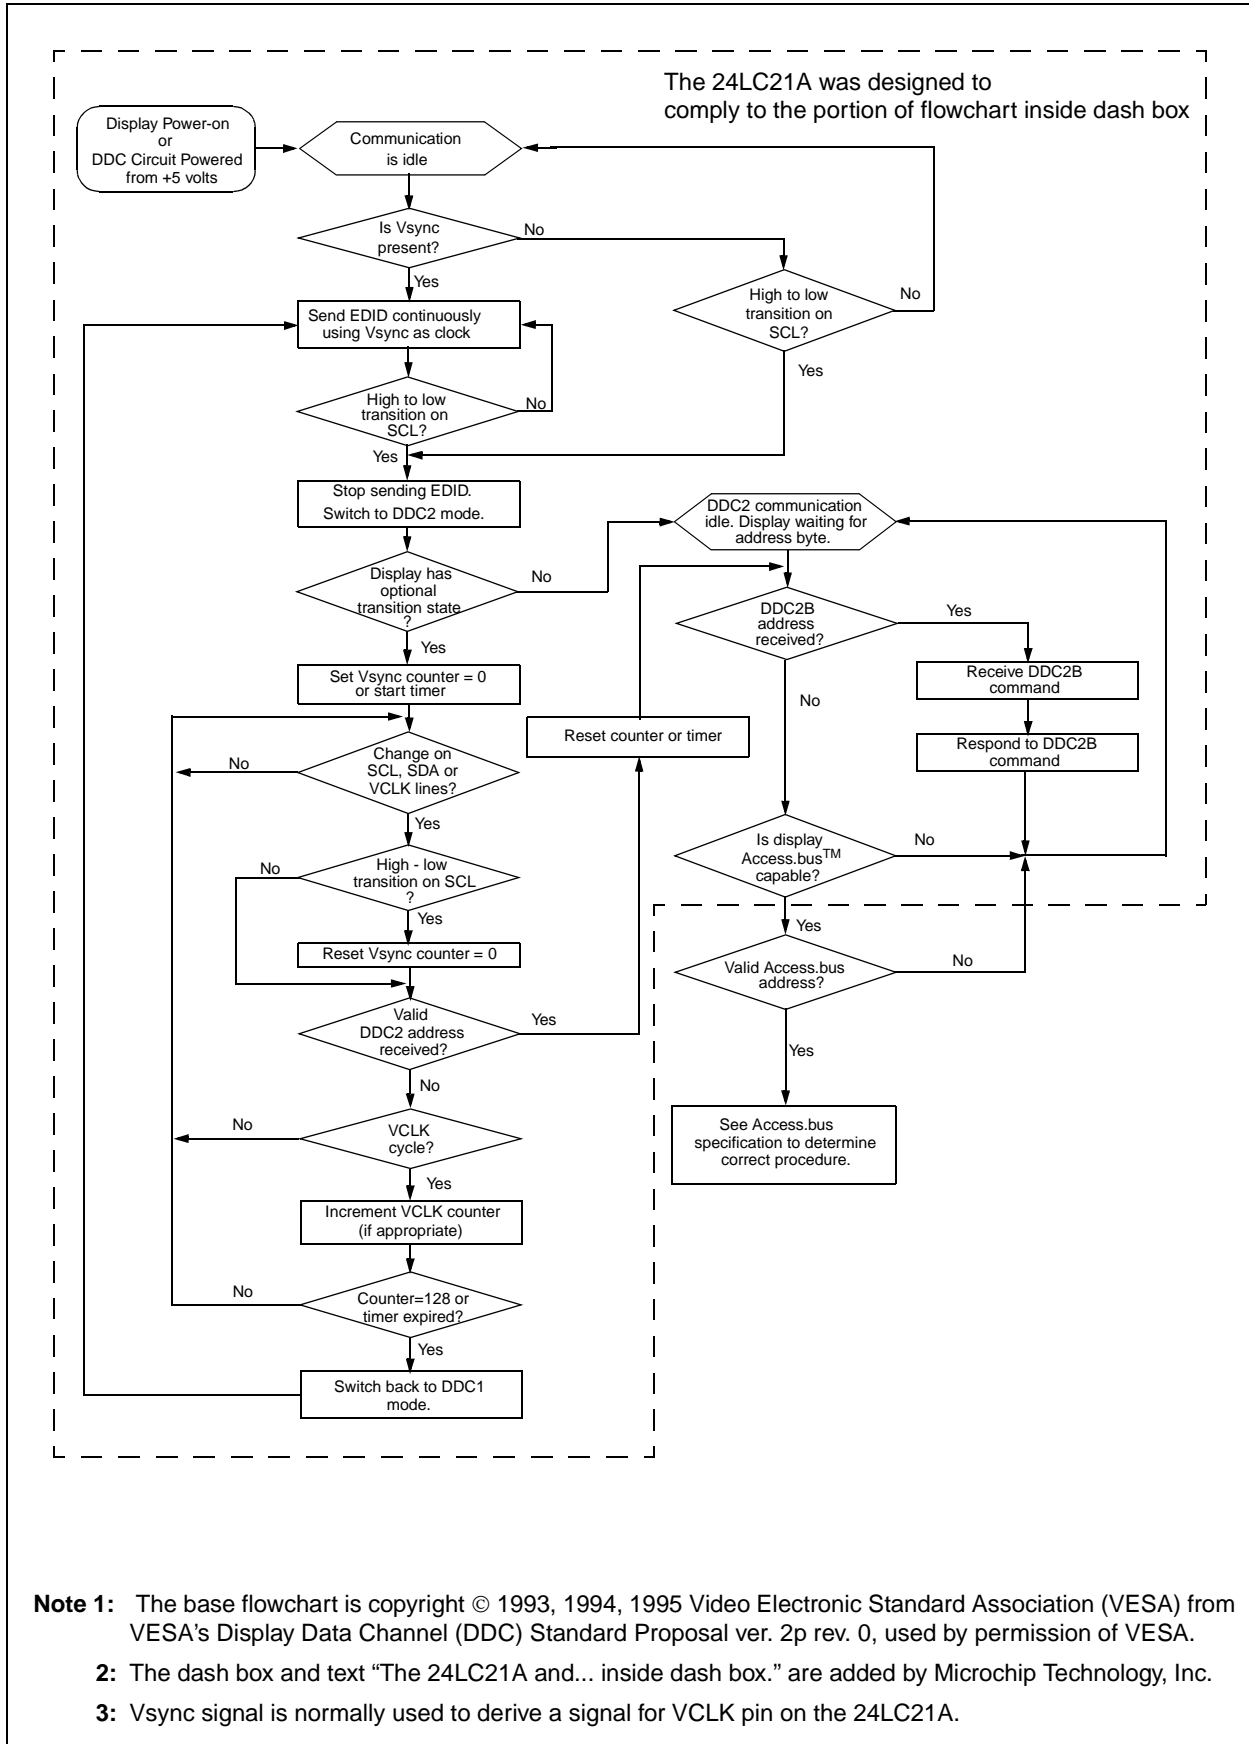 The 24LC21A was designed to
comply to the portion of flowchart inside dash box
Display Power-on
or
DDC Circuit Powered
from +5 volts
Communication
is idle
Is Vsync
present?
No
Yes
High to low
transition on
SCL?
No
Yes
Send EDID continuously
using Vsync as clock
High to low
transition on
SCL?
No
Yes
Stop sending EDID.
Switch to DDC2 mode.
DDC2 communication
idle. Display waiting for
address byte.
Display has
optional
transition state
?
No
Yes
DDC2B
address
received?
Yes
No
Set Vsync counter = 0
or start timer
Receive DDC2B
command
Reset counter or timer
Respond to DDC2B
command
Change on
SCL, SDA or
VCLK lines?
No
Yes
Is display
Access.bus™
capable?
No
Yes
High - low
transition on SCL
?
No
Yes
Reset Vsync counter = 0
Valid Access.bus
address?
No
Yes
Valid
DDC2 address
received?
Yes
No
See Access.bus
specification to determine
correct procedure.
VCLK
cycle?
No
Yes
Increment VCLK counter
(if appropriate)
Counter=128 or
timer expired?
No
Yes
Switch back to DDC1
mode.
Note 1: The base flowchart is copyright © 1993, 1994, 1995 Video Electronic Standard Association (VESA) from
VESA's Display Data Channel (DDC) Standard Proposal ver. 2p rev. 0, used by permission of VESA.
2: The dash box and text “The 24LC21A and... inside dash box.” are added by Microchip Technology, Inc.
3: Vsync signal is normally used to derive a signal for VCLK pin on the 24LC21A.